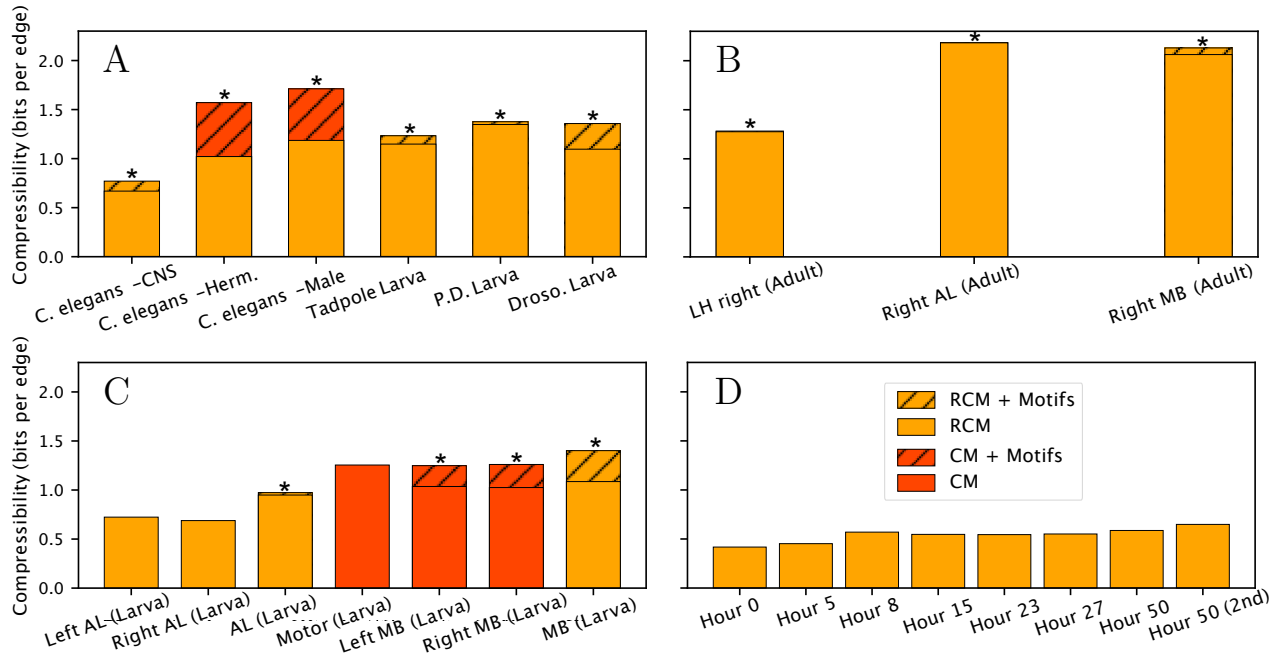 A
Compressibility (bits per edge)
2.0
1.5
1.0
0.5
0.0
*
*
*
*
*
*
C. elegans –CNS
C. elegans –Herm.
C. elegans –Male
Tadpole Larva
P.D. Larva
Droso. Larva
B
*
*
*
LH right (Adult)
Right AL (Adult)
Right MB (Adult)
C
Compressibility (bits per edge)
2.0
1.5
1.0
0.5
0.0
*
*
*
*
Left AL (Larva)
Right AL (Larva)
AL (Larva)
Motor (Larva)
Left MB (Larva)
Right MB (Larva)
MB (Larva)
D
RCM + Motifs
RCM
CM + Motifs
CM
Hour 0
Hour 5
Hour 8
Hour 15
Hour 23
Hour 27
Hour 50
Hour 50 (2nd)